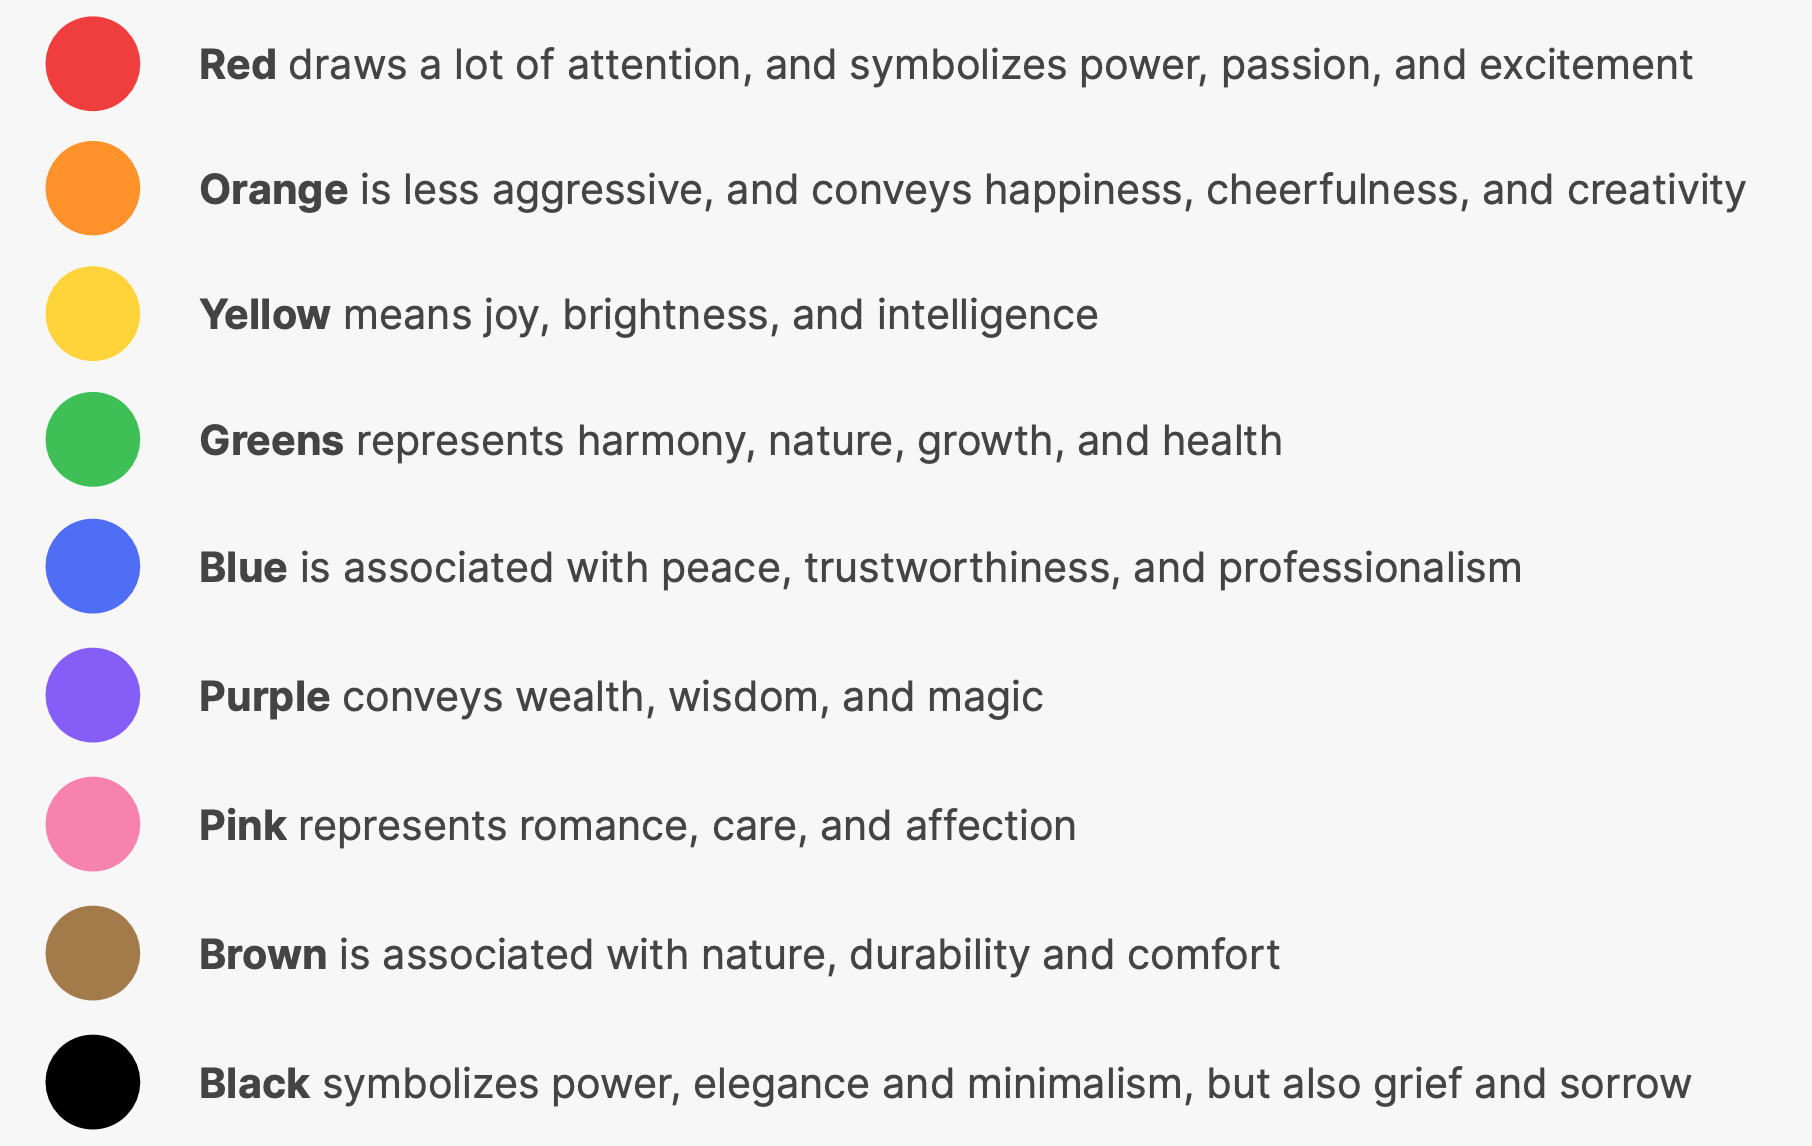 Red draws a lot of attention, and symbolizes power, passion, and excitement
Orange is less aggressive, and conveys happiness, cheerfulness, and creativity
Yellow means joy, brightness, and intelligence
Greens represents harmony, nature, growth, and health
Blue is associated with peace, trustworthiness, and professionalism
Purple conveys wealth, wisdom, and magic
Pink represents romance, care, and affection
Brown is associated with nature, durability and comfort
Black symbolizes power, elegance and minimalism, but also grief and sorrow